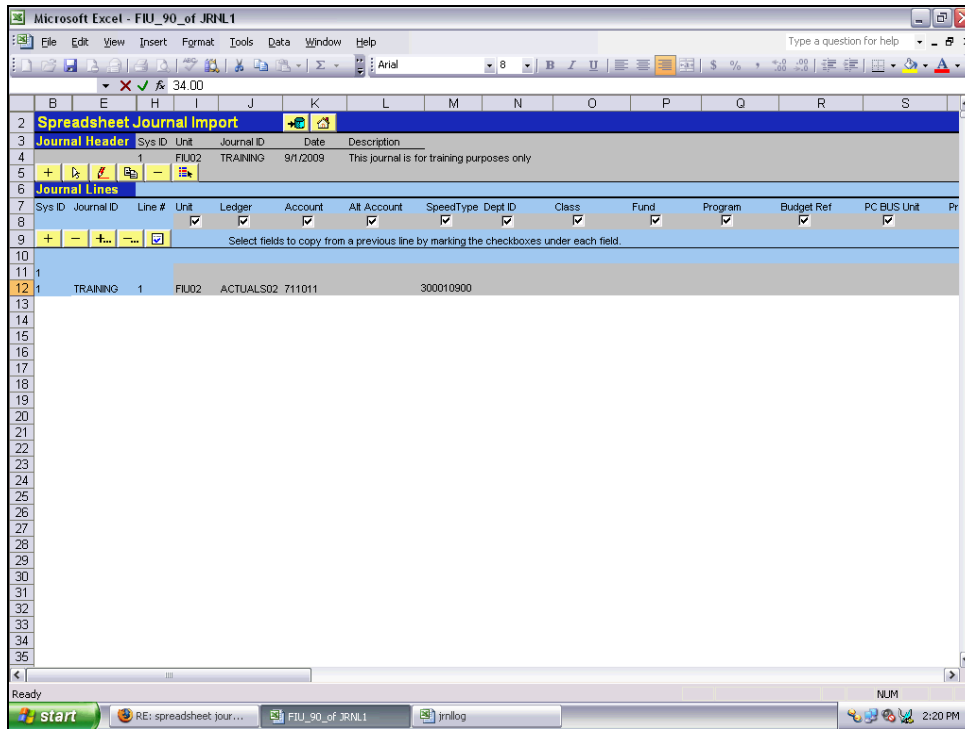 Microsoft Excel - FIU_90_of JRNL1
File Edit View Insert Format Tools Data Window Help Type a question for help
Arial 8 B I U $ % ,
fx 34.00
B E H I J K L M N O P Q R S
2 Spreadsheet Journal Import
3 Journal Header Sys ID Unit Journal ID Date Description
4 1 FIU02 TRAINING 9/1/2009 This journal is for training purposes only
5
6 Journal Lines
7 Sys ID Journal ID Line # Unit Ledger Account Alt Account SpeedType Dept ID Class Fund Program Budget Ref PC BUS Unit Pr
8
9 Select fields to copy from a previous line by marking the checkboxes under each field.
10
11 1
12 1 TRAINING 1 FIU02 ACTUALS02 711011 300010900
13
14
15
16
17
18
19
20
21
22
23
24
25
26
27
28
29
30
31
32
33
34
35
Ready NUM
start RE: spreadsheet jour... FIU_90_of JRNL1 jrnllog 2:20 PM